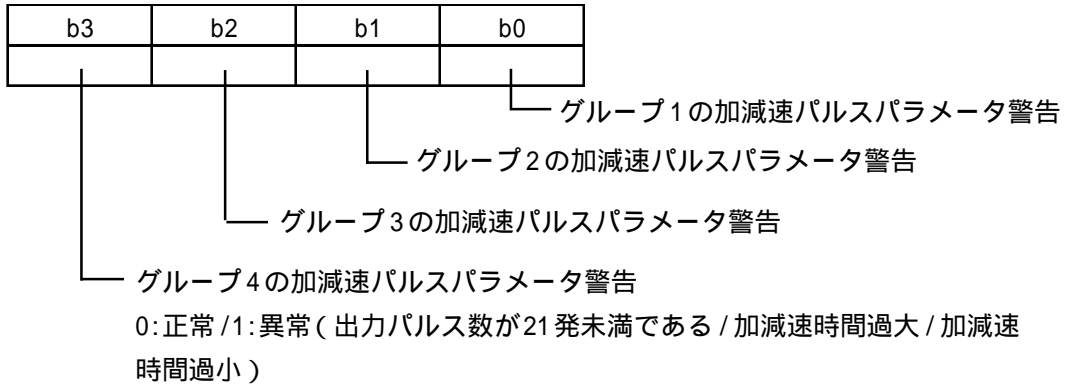 b3 b2 b1 b0
グループ1の加減速パルスパラメータ警告
グループ2の加減速パルスパラメータ警告
グループ3の加減速パルスパラメータ警告
グループ4の加減速パルスパラメータ警告
0:正常/1:異常(出力パルス数が21発未満である/加減速時間過大/加減速
時間過小)